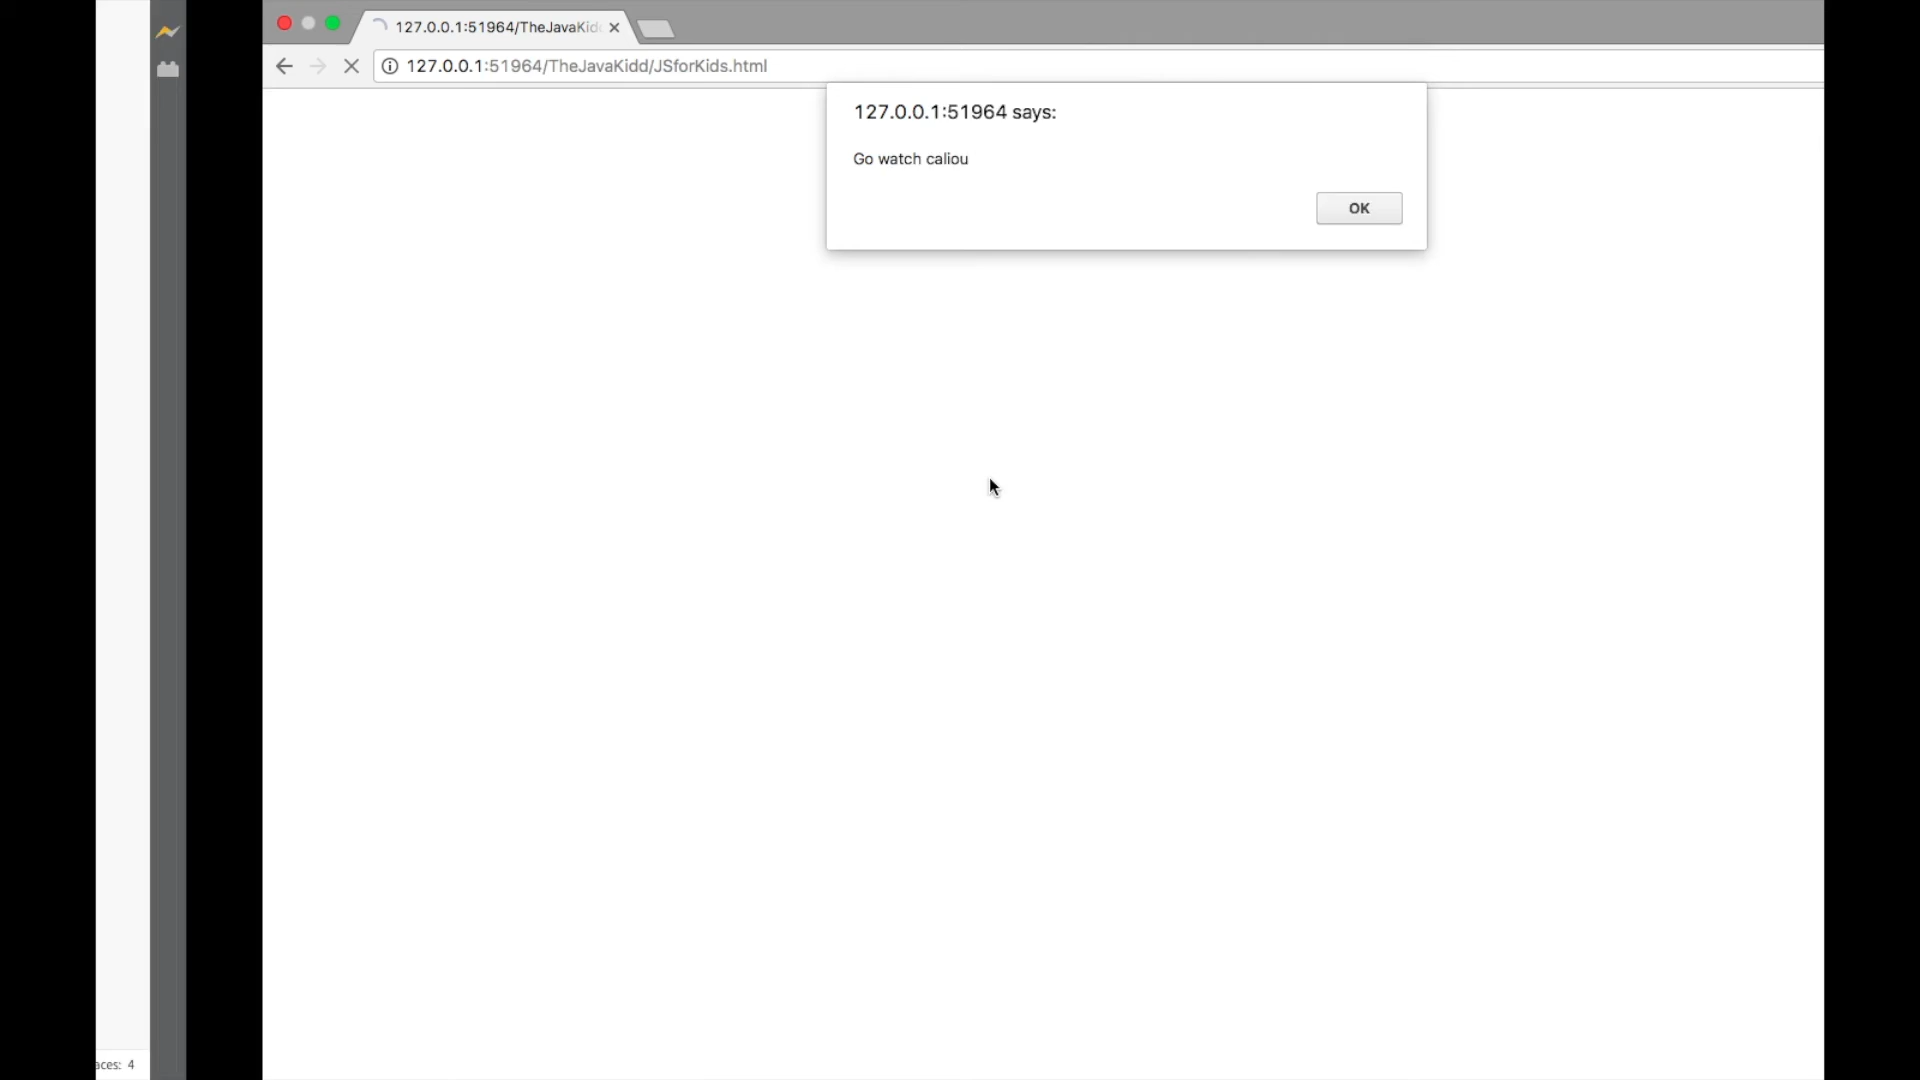 127.0.0.1:51964/TheJavaKid
127.0.0.1:51964/TheJavaKidd/JSforKids.html
127.0.0.1:51964 says:
Go watch caliou
OK
aces: 4